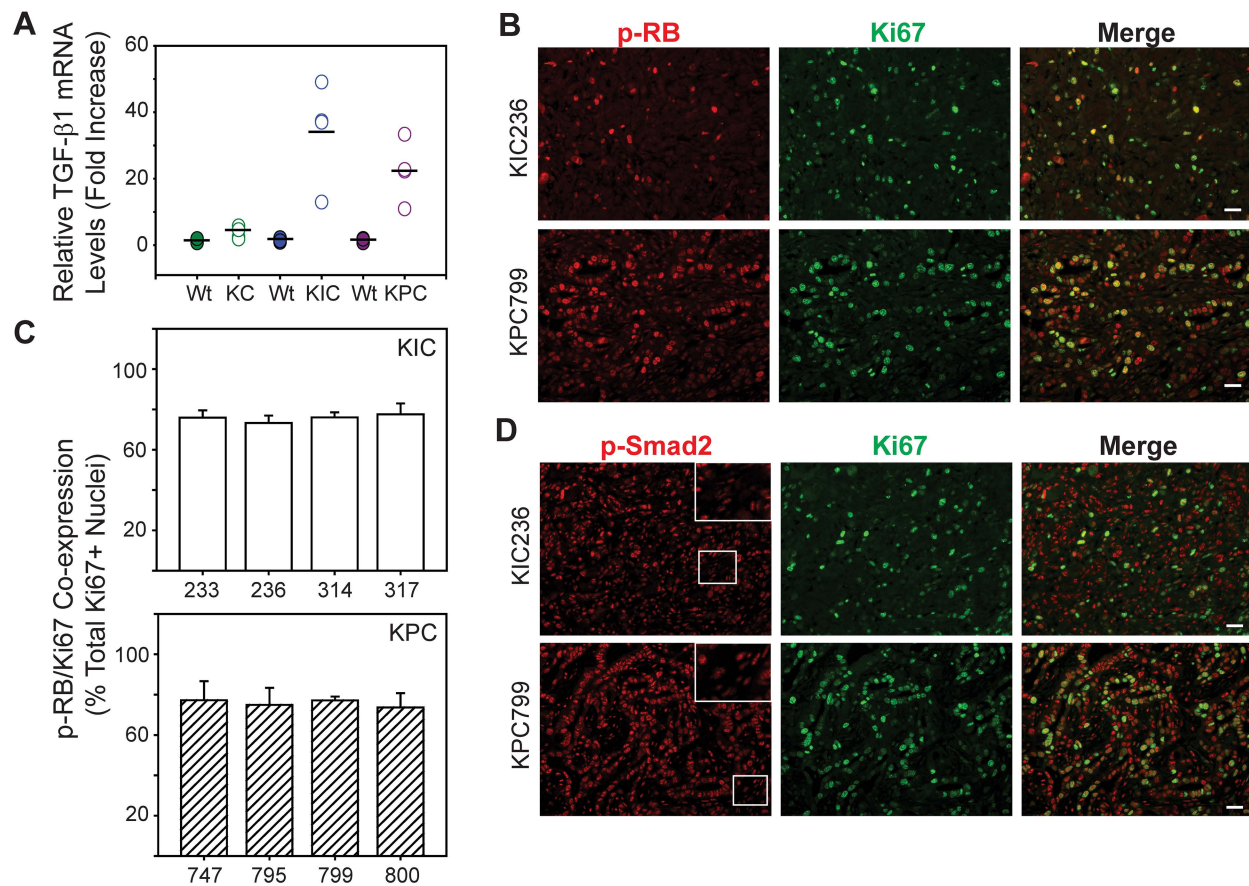 A
Relative TGF-β1 mRNA
Levels (Fold Increase)
60
40
20
0
Wt KC Wt KIC Wt KPC
B
p-RB Ki67 Merge
KIC236
KPC799
C
p-RB/Ki67 Co-expression
(% Total Ki67+ Nuclei)
KIC
100
60
20
233 236 314 317
KPC
100
60
20
747 795 799 800
D
p-Smad2 Ki67 Merge
KIC236
KPC799